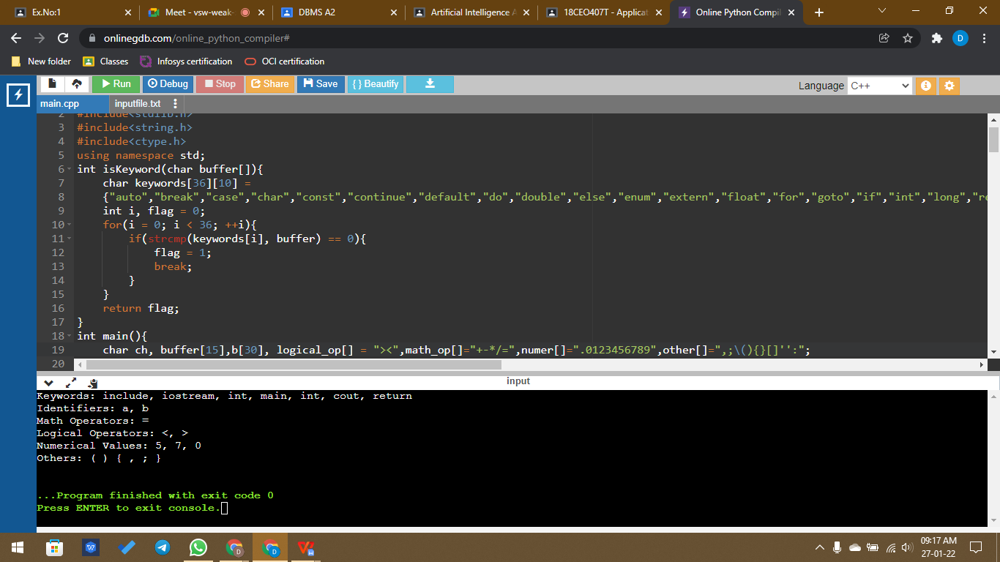 Ex.No:1
Meet - vsw-weak-
DBMS A2
Artificial Intelligence A
18CEO407T - Applicat
Online Python Compil
onlinegdb.com/online_python_compiler#
D
New folder
Classes
Infosys certification
OCI certification
Run
Debug
Stop
Share
Save
{ } Beautify
Language
C++
main.cpp
inputfile.txt
2 #include<stdlib.h>
3 #include<string.h>
4 #include<ctype.h>
5 using namespace std;
6 int isKeyword(char buffer[]){
7 char keywords[36][10] =
8 {"auto","break","case","char","const","continue","default","do","double","else","enum","extern","float","for","goto","if","int","long","re
9 int i, flag = 0;
10 for(i = 0; i < 36; ++i){
11 if(strcmp(keywords[i], buffer) == 0){
12 flag = 1;
13 break;
14 }
15 }
16 return flag;
17 }
18 int main(){
19 char ch, buffer[15],b[30], logical_op[] = "><",math_op[]="+-*/=",numer[]=".0123456789",other[]=",;\(){}[]'':";
20
input
Keywords: include, iostream, int, main, int, cout, return
Identifiers: a, b
Math Operators: =
Logical Operators: <, >
Numerical Values: 5, 7, 0
Others: ( ) { , ; }
...Program finished with exit code 0
Press ENTER to exit console.
09:17 AM
27-01-22